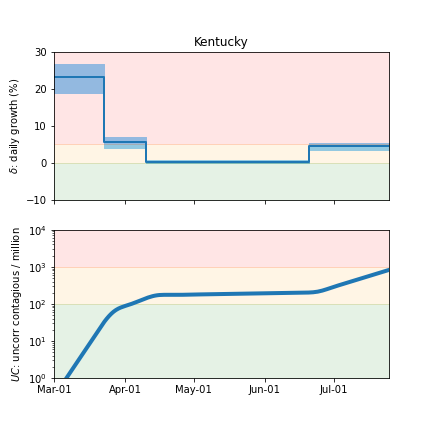 Kentucky
30
20
10
0
−10
δ: daily growth (%)
10⁴
10³
10²
10¹
10⁰
UC: uncorr contagious / million
Mar-01 Apr-01 May-01 Jun-01 Jul-01